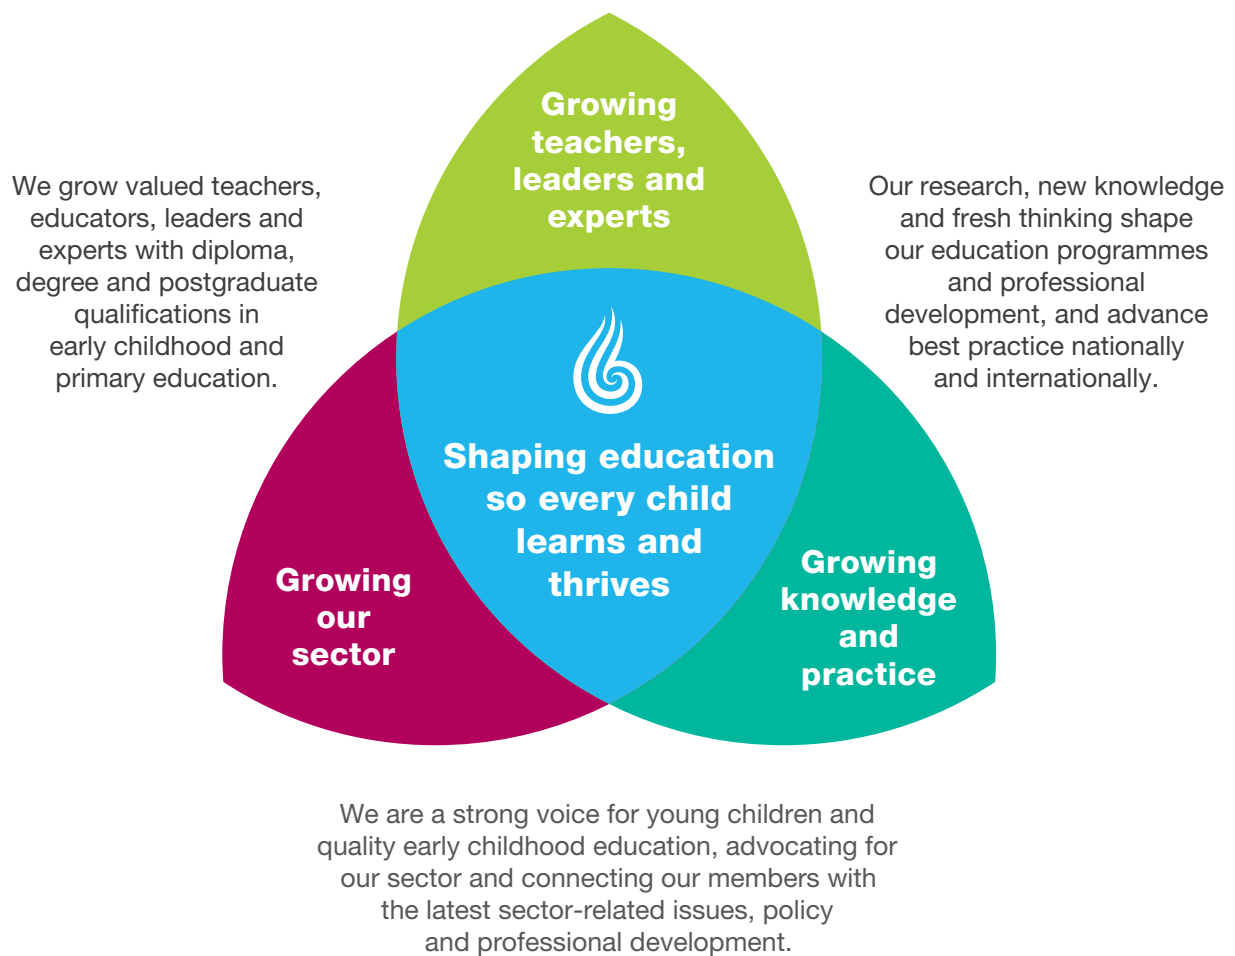 Growing
teachers,
leaders and
experts
We grow valued teachers,
educators, leaders and
experts with diploma,
degree and postgraduate
qualifications in
early childhood and
primary education.
Our research, new knowledge
and fresh thinking shape
our education programmes
and professional
development, and advance
best practice nationally
and internationally.
Shaping education
so every child
learns and
thrives
Growing
our
sector
Growing
knowledge
and
practice
We are a strong voice for young children and
quality early childhood education, advocating for
our sector and connecting our members with
the latest sector-related issues, policy
and professional development.